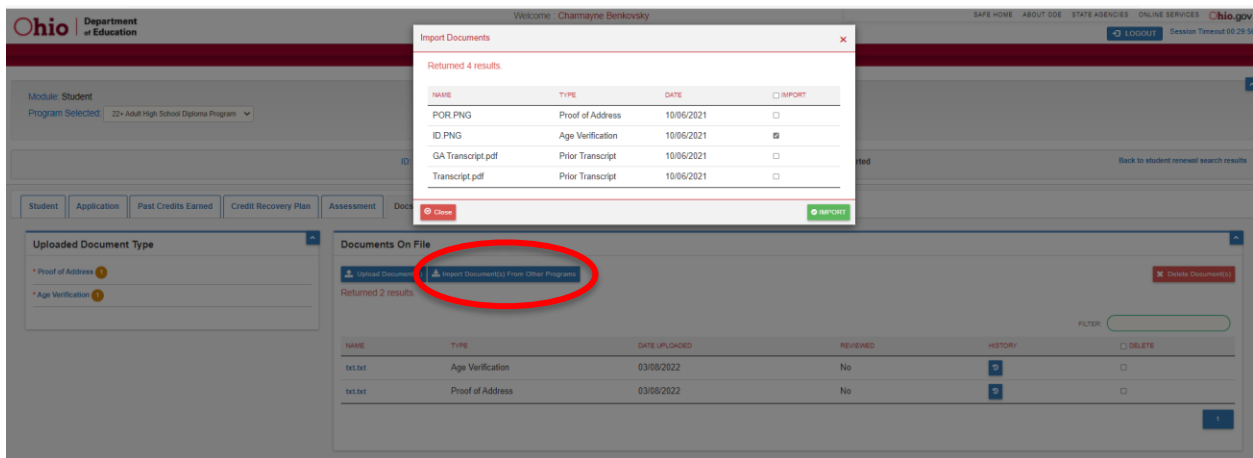 Ohio Department of Education
Welcome : Charmayne Benkovsky
SAFE HOME ABOUT ODE STATE AGENCIES ONLINE SERVICES Ohio.gov
LOGOUT Session Timeout:00:29:5
Import Documents ×
Returned 4 results.
NAME TYPE DATE IMPORT
POR.PNG Proof of Address 10/06/2021
ID.PNG Age Verification 10/06/2021
GA Transcript.pdf Prior Transcript 10/06/2021
Transcript.pdf Prior Transcript 10/06/2021
Close IMPORT
Module: Student
Program Selected: 22+ Adult High School Diploma Program
ID: rted Back to student renewal search results
Student Application Past Credits Earned Credit Recovery Plan Assessment Docs
Uploaded Document Type
* Proof of Address 1
* Age Verification 1
Documents On File
Upload Document Import Document(s) From Other Programs Delete Document(s)
Returned 2 results.
FILTER:
NAME TYPE DATE UPLOADED REVIEWED HISTORY DELETE
txt.txt Age Verification 03/08/2022 No
txt.txt Proof of Address 03/08/2022 No
1